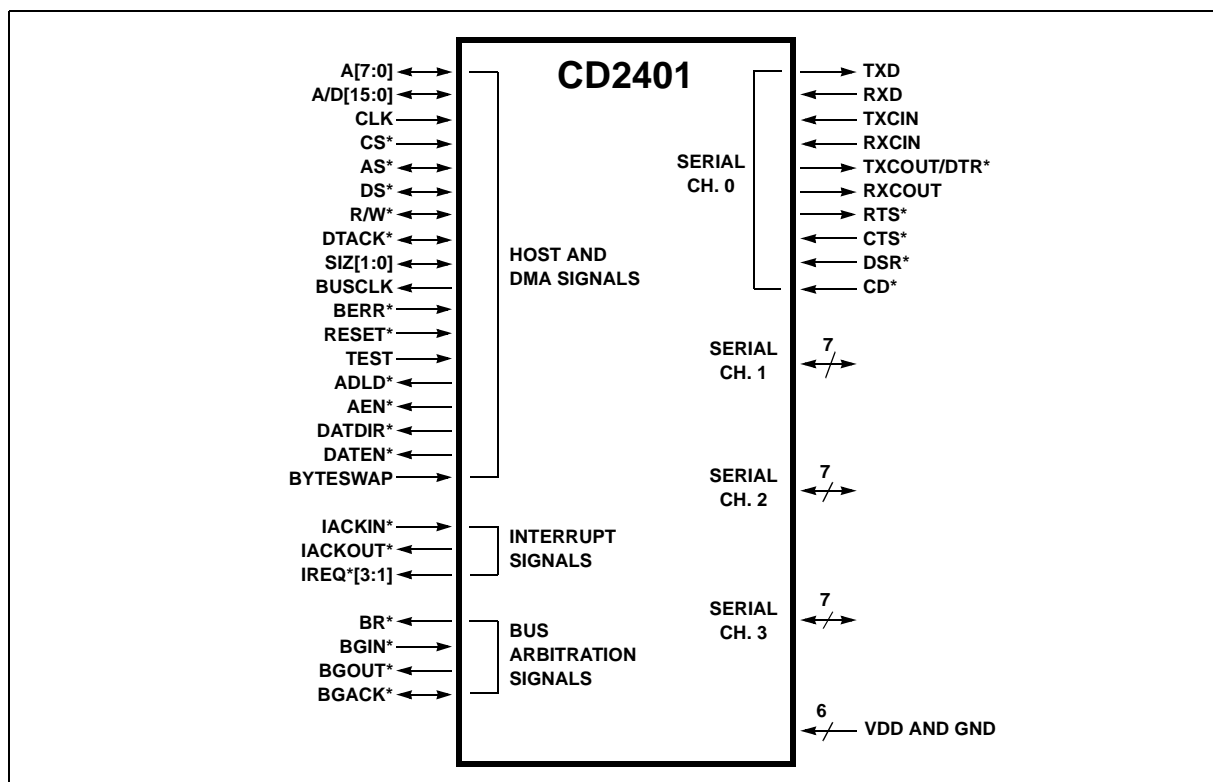 CD2401
A[7:0]
A/D[15:0]
CLK
CS*
AS*
DS*
R/W*
DTACK*
SIZ[1:0]
BUSCLK
BERR*
RESET*
TEST
ADLD*
AEN*
DATDIR*
DATEN*
BYTESWAP
HOST AND
DMA SIGNALS
IACKIN*
IACKOUT*
IREQ*[3:1]
INTERRUPT
SIGNALS
BR*
BGIN*
BGOUT*
BGACK*
BUS
ARBITRATION
SIGNALS
SERIAL
CH. 0
TXD
RXD
TXCIN
RXCIN
TXCOUT/DTR*
RXCOUT
RTS*
CTS*
DSR*
CD*
SERIAL
CH. 1
7
SERIAL
CH. 2
7
SERIAL
CH. 3
7
6
VDD AND GND